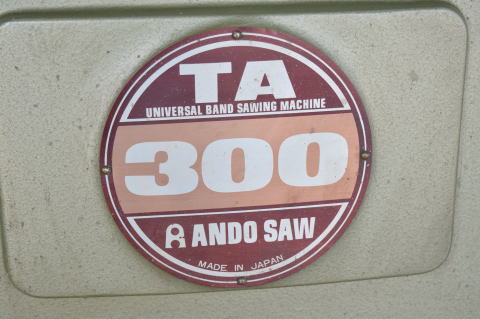 TA
UNIVERSAL BAND SAWING MACHINE
300
ANDO SAW
MADE IN JAPAN